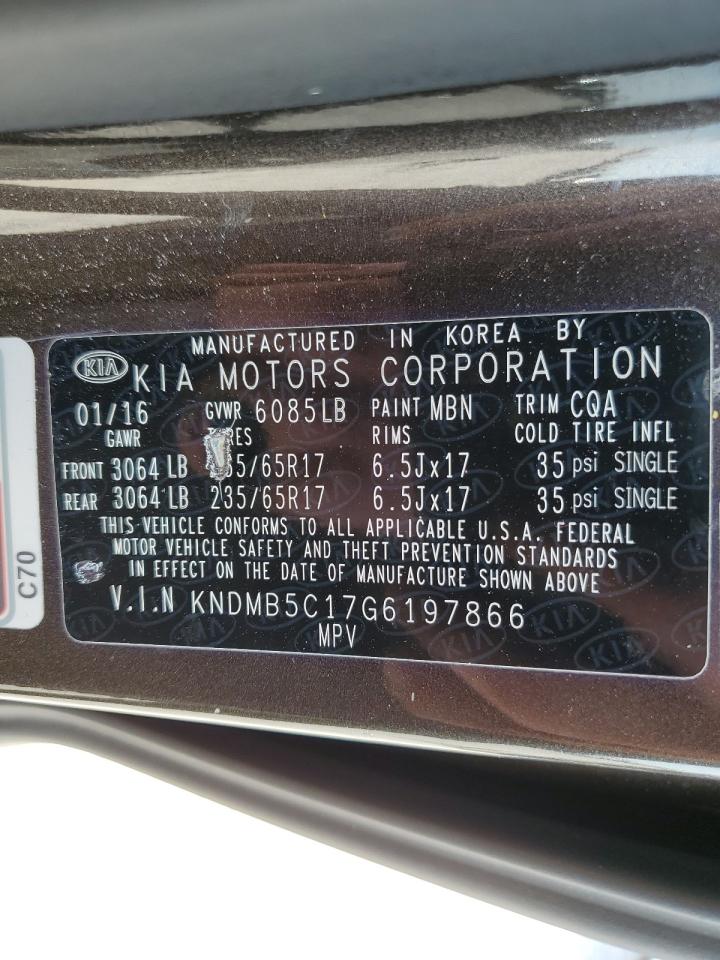 MANUFACTURED IN KOREA BY
KIA KIA MOTORS CORPORATION
01/16 GVWR 6085LB PAINT MBN TRIM CQA
GAWR RIMS COLD TIRE INFL
FRONT 3064 LB 5/65R17 6.5Jx17 35 psi SINGLE
REAR 3064 LB 235/65R17 6.5Jx17 35 psi SINGLE
THIS VEHICLE CONFORMS TO ALL APPLICABLE U.S.A. FEDERAL
MOTOR VEHICLE SAFETY AND THEFT PREVENTION STANDARDS
IN EFFECT ON THE DATE OF MANUFACTURE SHOWN ABOVE
V.I.N KNDMB5C17G6197866
MPV
C70